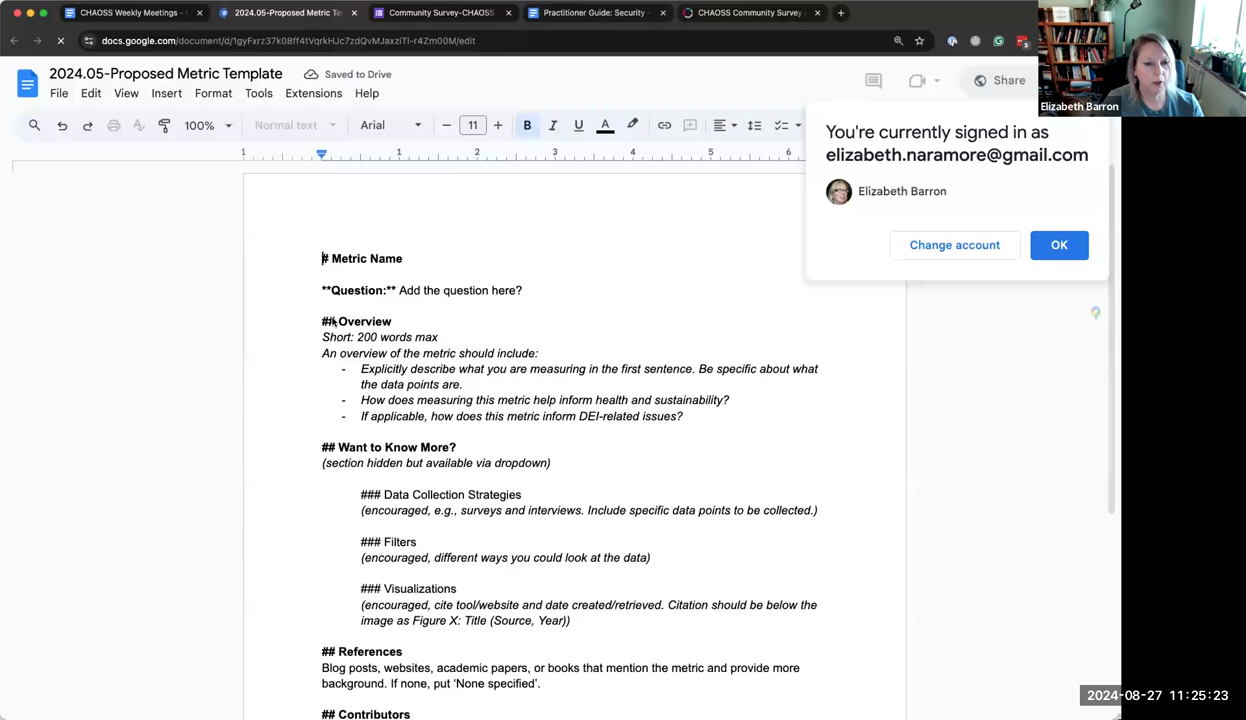 CHAOSS Weekly Meetings -
2024.05-Proposed Metric Te
Community Survey-CHAOSS
Practitioner Guide: Security -
CHAOSS Community Survey
docs.google.com/document/d/1gyFxrz37k08ff4tVqrkHJc7zdQvMJaxziTI-r4Zm00M/edit
3
2024.05-Proposed Metric Template
Saved to Drive
File Edit View Insert Format Tools Extensions Help
Share
100%
Normal text
Arial
11
B I U A
1 1 2 3 4 5 6
Elizabeth Barron
You're currently signed in as
elizabeth.naramore@gmail.com
Elizabeth Barron
Change account
OK
# Metric Name
**Question:** Add the question here?
## Overview
Short: 200 words max
An overview of the metric should include:
- Explicitly describe what you are measuring in the first sentence. Be specific about what
the data points are.
- How does measuring this metric help inform health and sustainability?
- If applicable, how does this metric inform DEI-related issues?
## Want to Know More?
(section hidden but available via dropdown)
### Data Collection Strategies
(encouraged, e.g., surveys and interviews. Include specific data points to be collected.)
### Filters
(encouraged, different ways you could look at the data)
### Visualizations
(encouraged, cite tool/website and date created/retrieved. Citation should be below the
image as Figure X: Title (Source, Year))
## References
Blog posts, websites, academic papers, or books that mention the metric and provide more
background. If none, put ‘None specified’.
## Contributors
2024-08-27 11:25:23